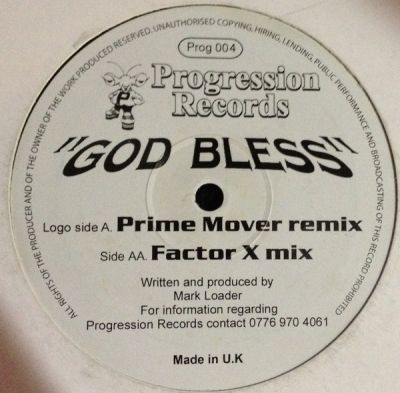 ALL RIGHTS OF THE PRODUCER AND OF THE OWNER OF THE WORK PRODUCED RESERVED, UNAUTHORISED COPYING, HIRING, LENDING, PUBLIC PERFORMANCE AND BROADCASTING OF THIS RECORD PROHIBITED
Prog 004
P
Progression
Records
"GOD BLESS"
Logo side A. Prime Mover remix
Side AA. Factor X mix
Written and produced by
Mark Loader
For information regarding
Progression Records contact 0776 970 4061
Made in U.K